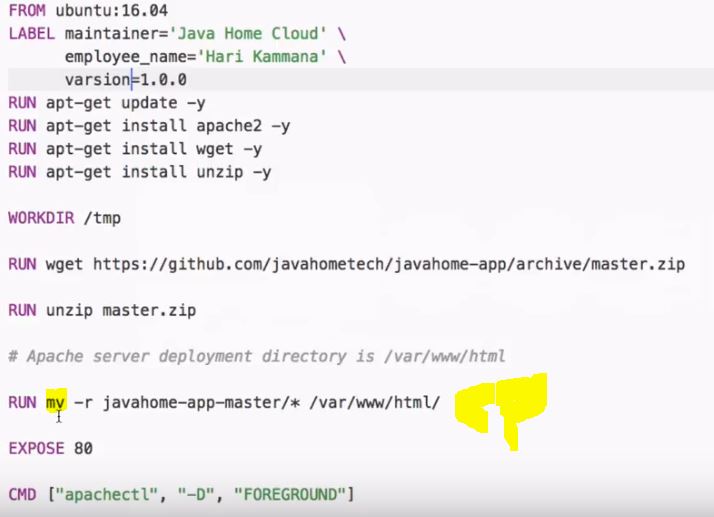 FROM ubuntu:16.04
LABEL maintainer='Java Home Cloud' \
employee_name='Hari Kammana' \
varsion=1.0.0
RUN apt-get update -y
RUN apt-get install apache2 -y
RUN apt-get install wget -y
RUN apt-get install unzip -y
WORKDIR /tmp
RUN wget https://github.com/javahometech/javahome-app/archive/master.zip
RUN unzip master.zip
# Apache server deployment directory is /var/www/html
RUN mv -r javahome-app-master/* /var/www/html/
EXPOSE 80
CMD ["apachectl", "-D", "FOREGROUND"]